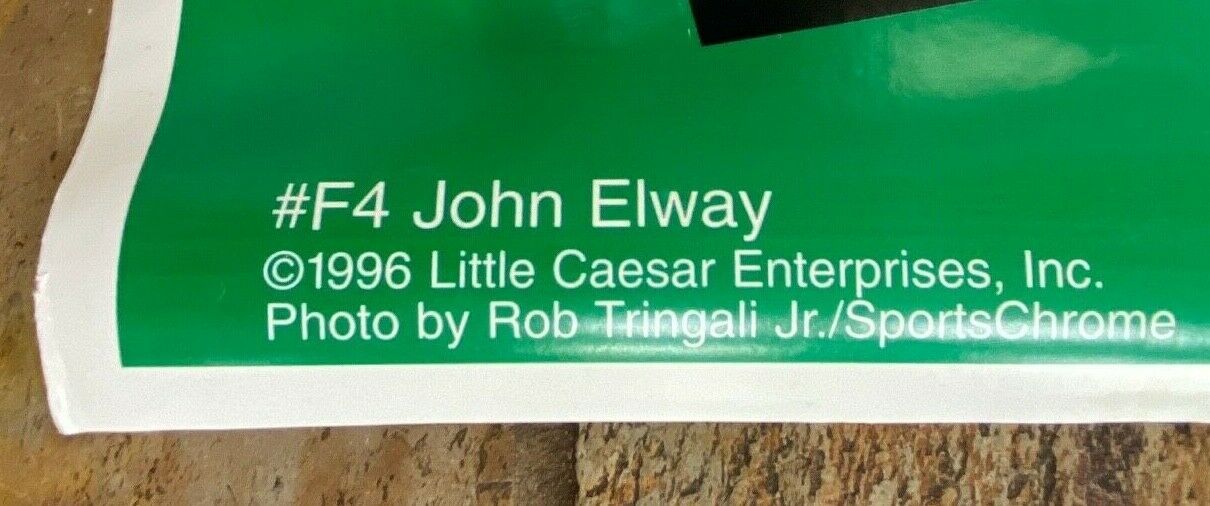 #F4 John Elway
©1996 Little Caesar Enterprises, Inc.
Photo by Rob Tringali Jr./SportsChrome